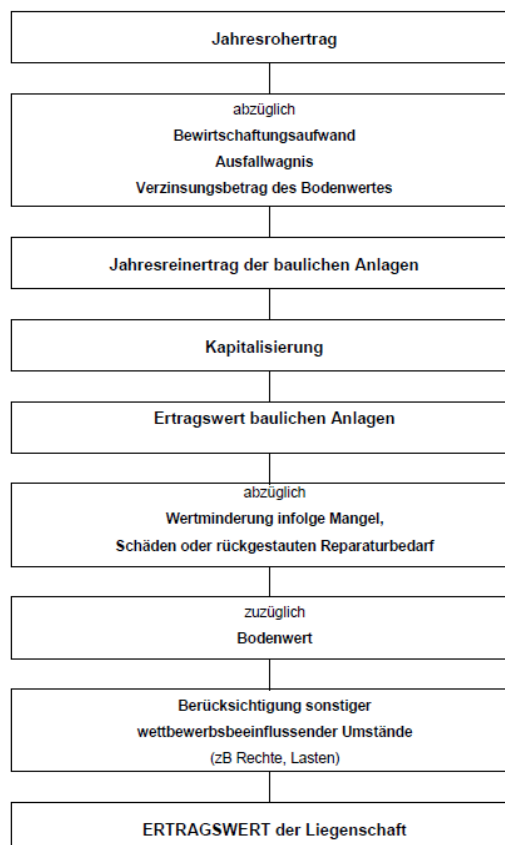 Jahresrohertrag
abzüglich
Bewirtschaftungsaufwand
Ausfallwagnis
Verzinsungsbetrag des Bodenwertes
Jahresreinertrag der baulichen Anlagen
Kapitalisierung
Ertragswert baulichen Anlagen
abzüglich
Wertminderung infolge Mangel,
Schäden oder rückgestauten Reparaturbedarf
zuzüglich
Bodenwert
Berücksichtigung sonstiger
wettbewerbsbeeinflussender Umstände
(zB Rechte, Lasten)
ERTRAGSWERT der Liegenschaft